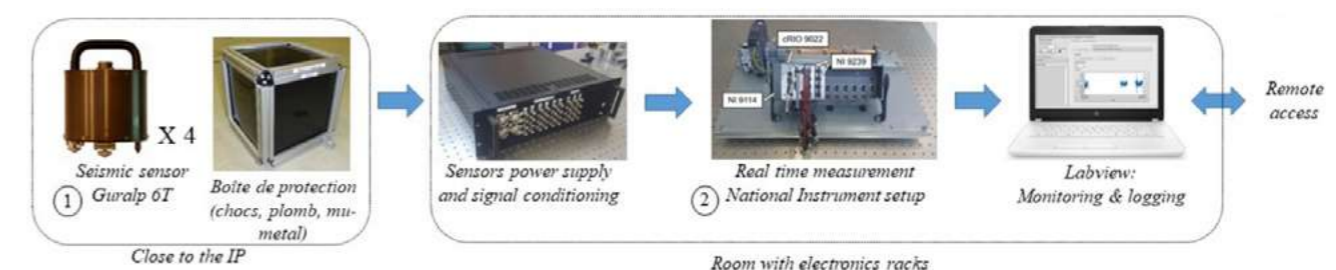 X 4
Seismic sensor
① Guralp 6T
Boîte de protection
(chocs, plomb, mu-
metal)
Close to the IP
Sensors power supply
and signal conditioning
cRIO 9022
NI 9239
NI 9114
Real time measurement
② National Instrument setup
Labview:
Monitoring & logging
Room with electronics racks
Remote
access